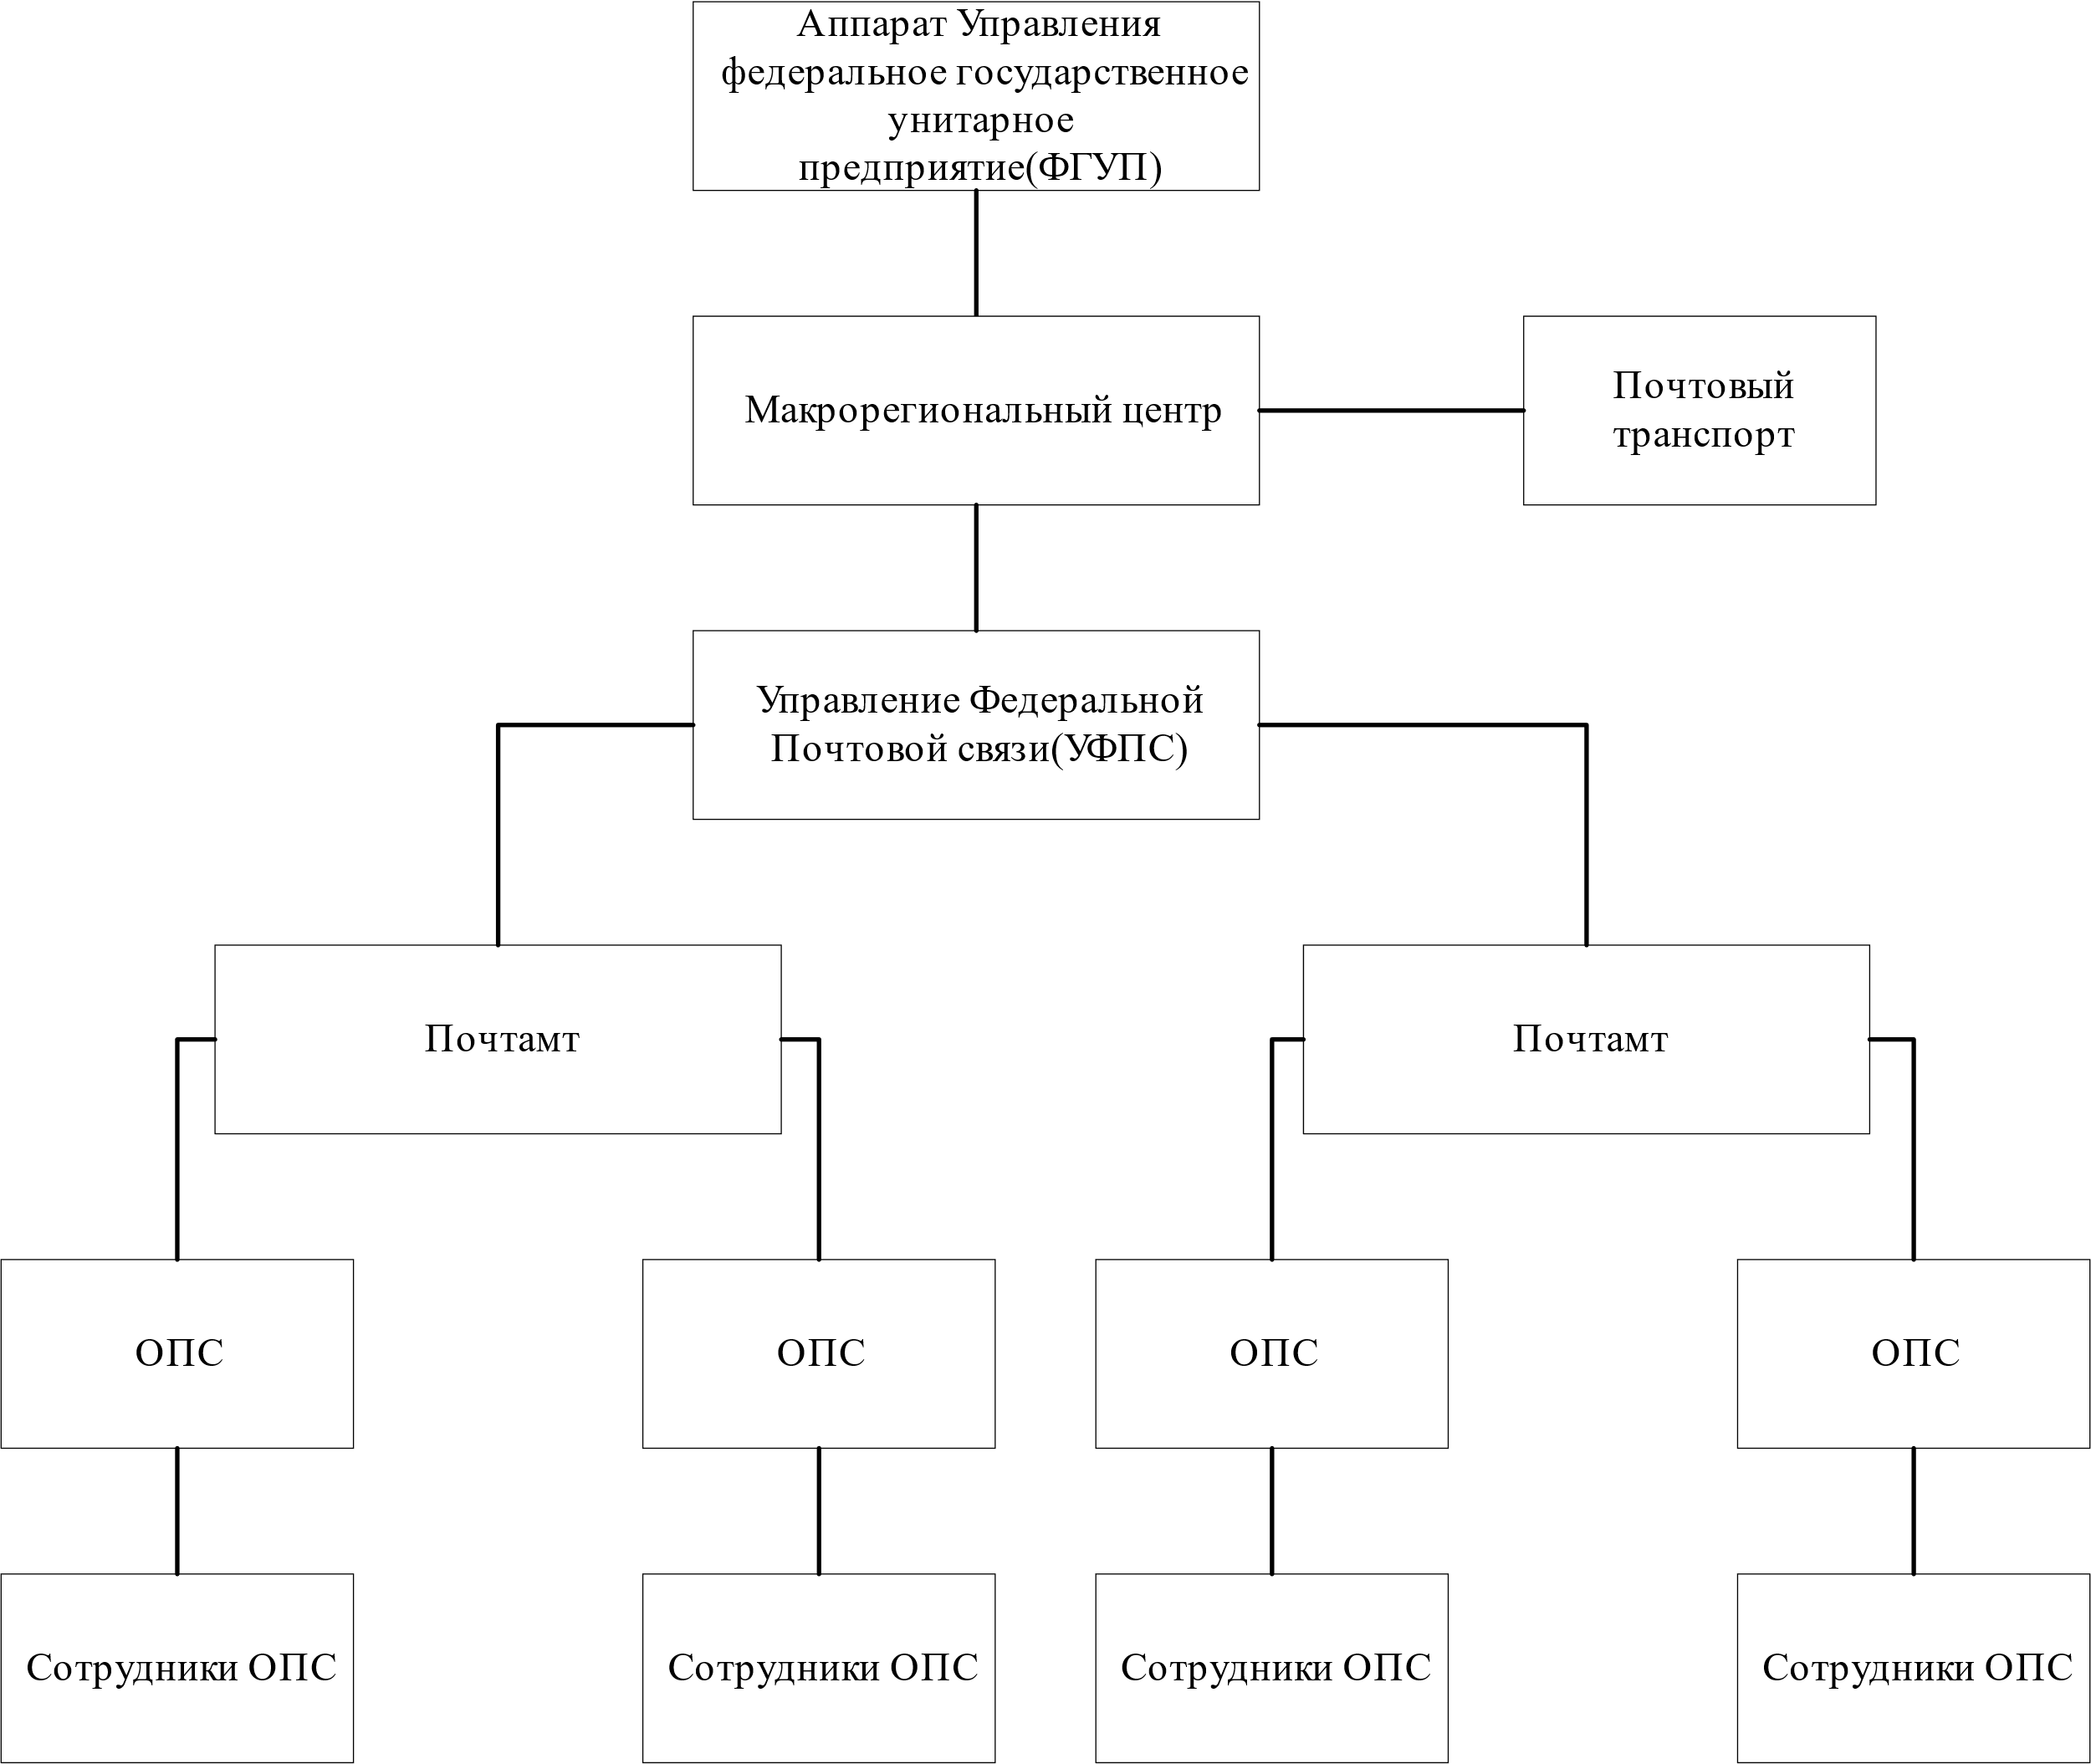 Аппарат Управления
федеральное государственное
унитарное
предприятие(ФГУП)
Макрорегиональный центр
Почтовый
транспорт
Управление Федеральной
Почтовой связи(УФПС)
Почтамт
Почтамт
ОПС
ОПС
ОПС
ОПС
Сотрудники ОПС
Сотрудники ОПС
Сотрудники ОПС
Сотрудники ОПС